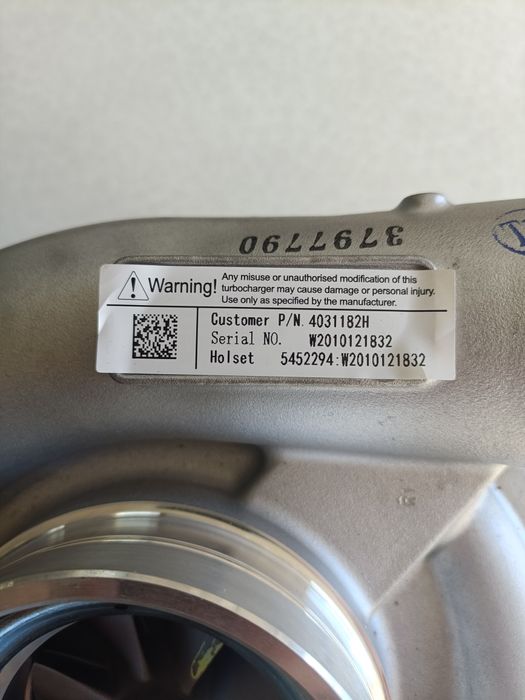 3797790
Warning!
Any misuse or unauthorised modification of this
turbocharger may cause damage or personal injury.
Use only as specified by the manufacturer.
Customer P/N. 4031182H
Serial NO. W2010121832
Holset 5452294:W2010121832